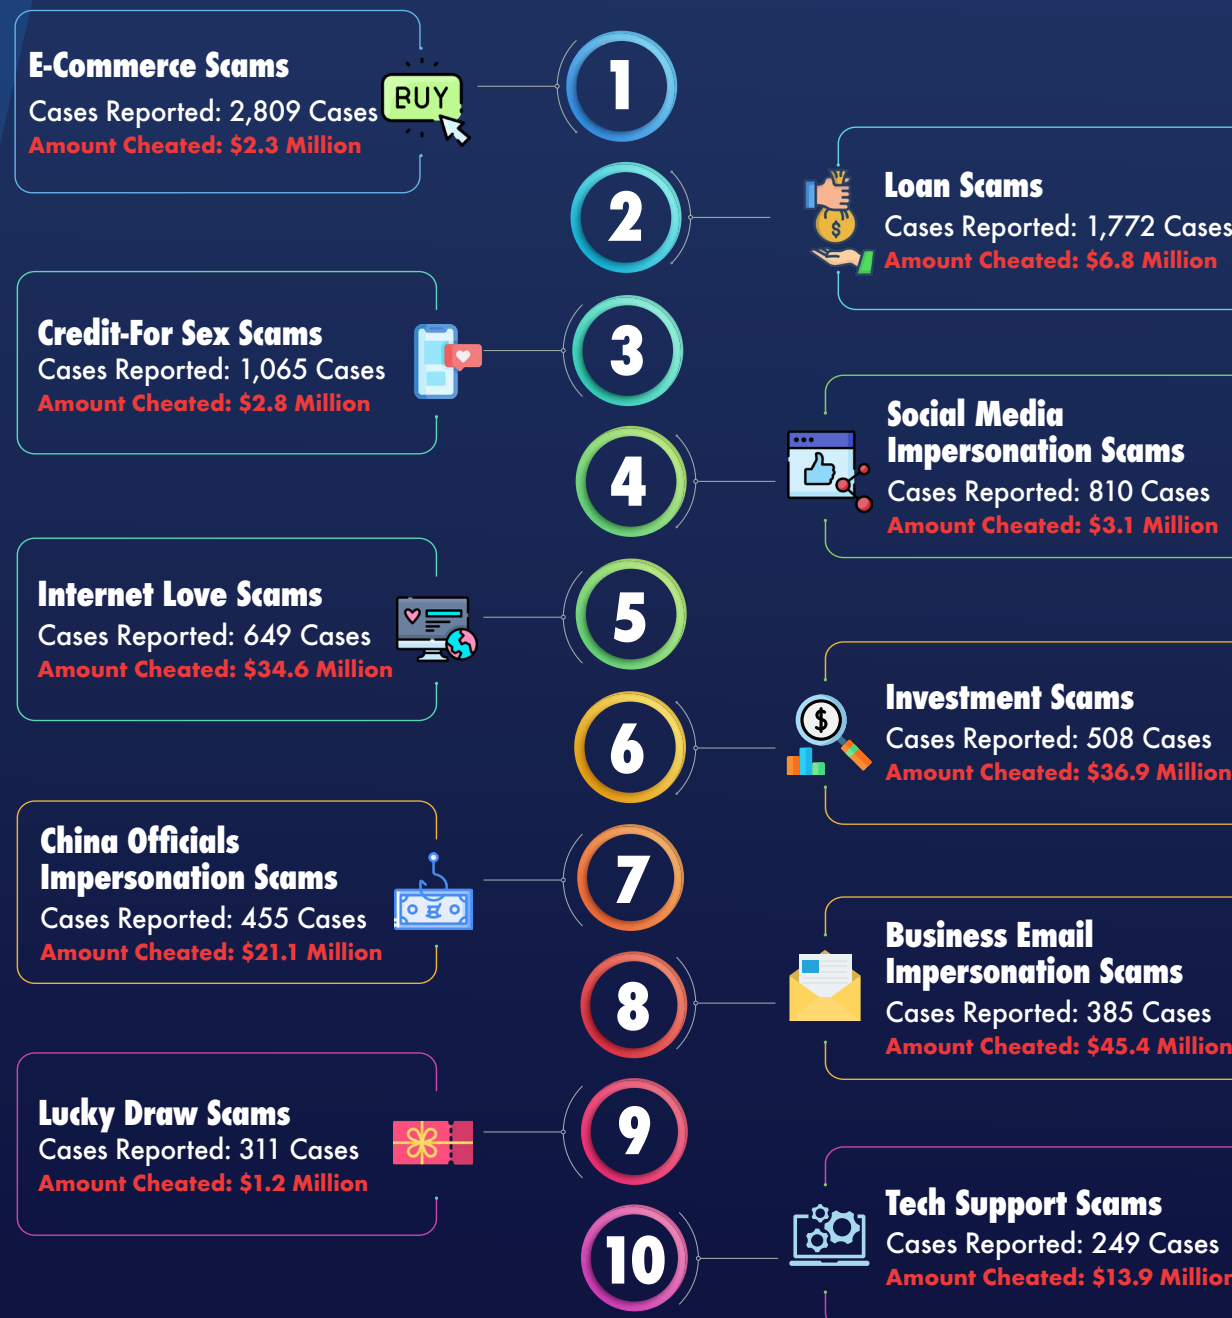 E-Commerce Scams
Cases Reported: 2,809 Cases
Amount Cheated: $2.3 Million
BUY
1
2
Loan Scams
Cases Reported: 1,772 Cases
Amount Cheated: $6.8 Million
$
Credit-For Sex Scams
Cases Reported: 1,065 Cases
Amount Cheated: $2.8 Million
3
4
Social Media
Impersonation Scams
Cases Reported: 810 Cases
Amount Cheated: $3.1 Million
Internet Love Scams
Cases Reported: 649 Cases
Amount Cheated: $34.6 Million
5
6
$
Investment Scams
Cases Reported: 508 Cases
Amount Cheated: $36.9 Million
China Officials
Impersonation Scams
Cases Reported: 455 Cases
Amount Cheated: $21.1 Million
7
8
Business Email
Impersonation Scams
Cases Reported: 385 Cases
Amount Cheated: $45.4 Million
Lucky Draw Scams
Cases Reported: 311 Cases
Amount Cheated: $1.2 Million
9
10
Tech Support Scams
Cases Reported: 249 Cases
Amount Cheated: $13.9 Million